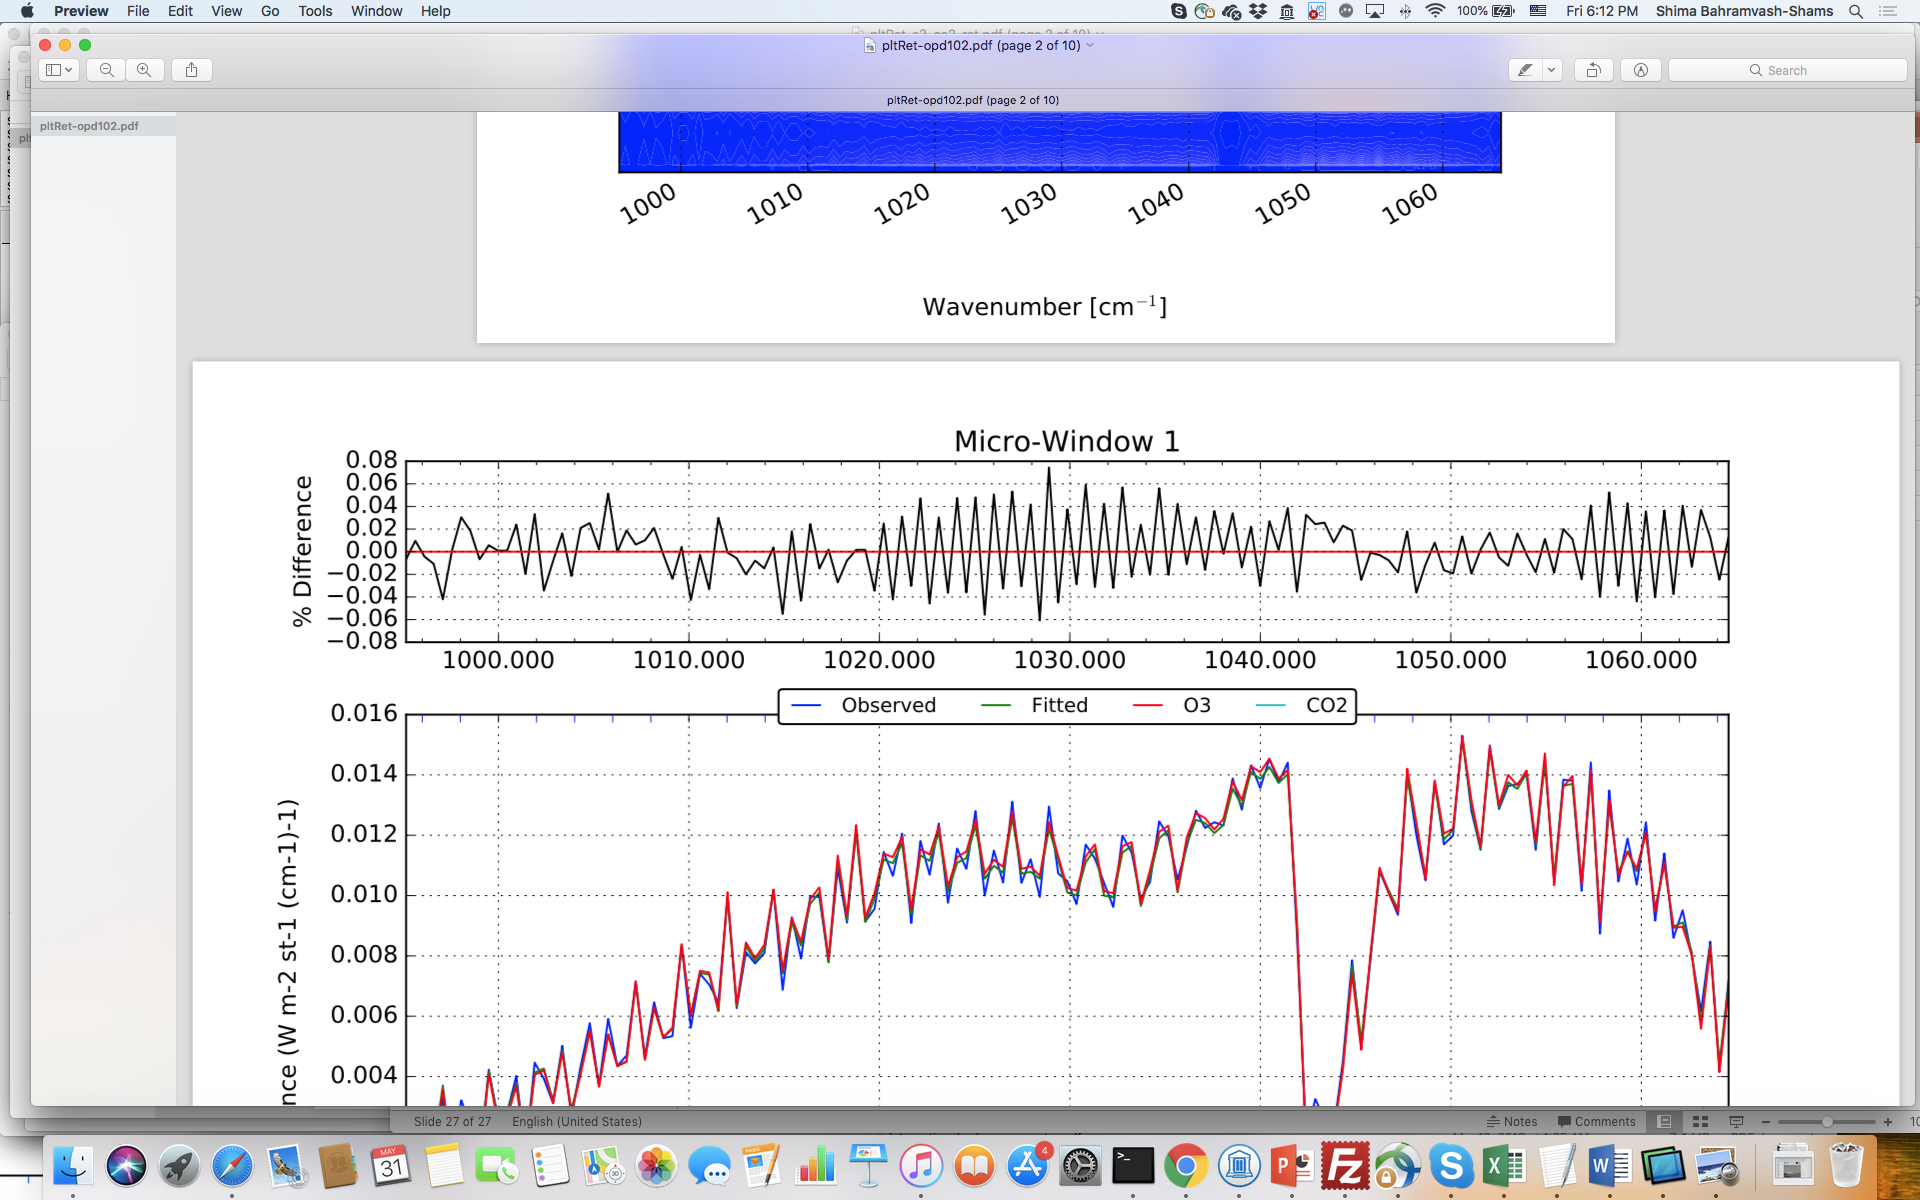 Preview File Edit View Go Tools Window Help 100% Fri 6:12 PM Shima Bahramvash-Shams
pltRet-opd102.pdf (page 2 of 10)
Search
pltRet-opd102.pdf (page 2 of 10)
pltRet-opd102.pdf
1000 1010 1020 1030 1040 1050 1060
Wavenumber [cm−1]
Micro-Window 1
% Difference
0.08
0.06
0.04
0.02
0.00
−0.02
−0.04
−0.06
−0.08
1000.000 1010.000 1020.000 1030.000 1040.000 1050.000 1060.000
Observed Fitted O3 CO2
nce (W m-2 st-1 (cm-1)-1)
0.016
0.014
0.012
0.010
0.008
0.006
0.004
Slide 27 of 27 English (United States) Notes Comments
MAY
31
4